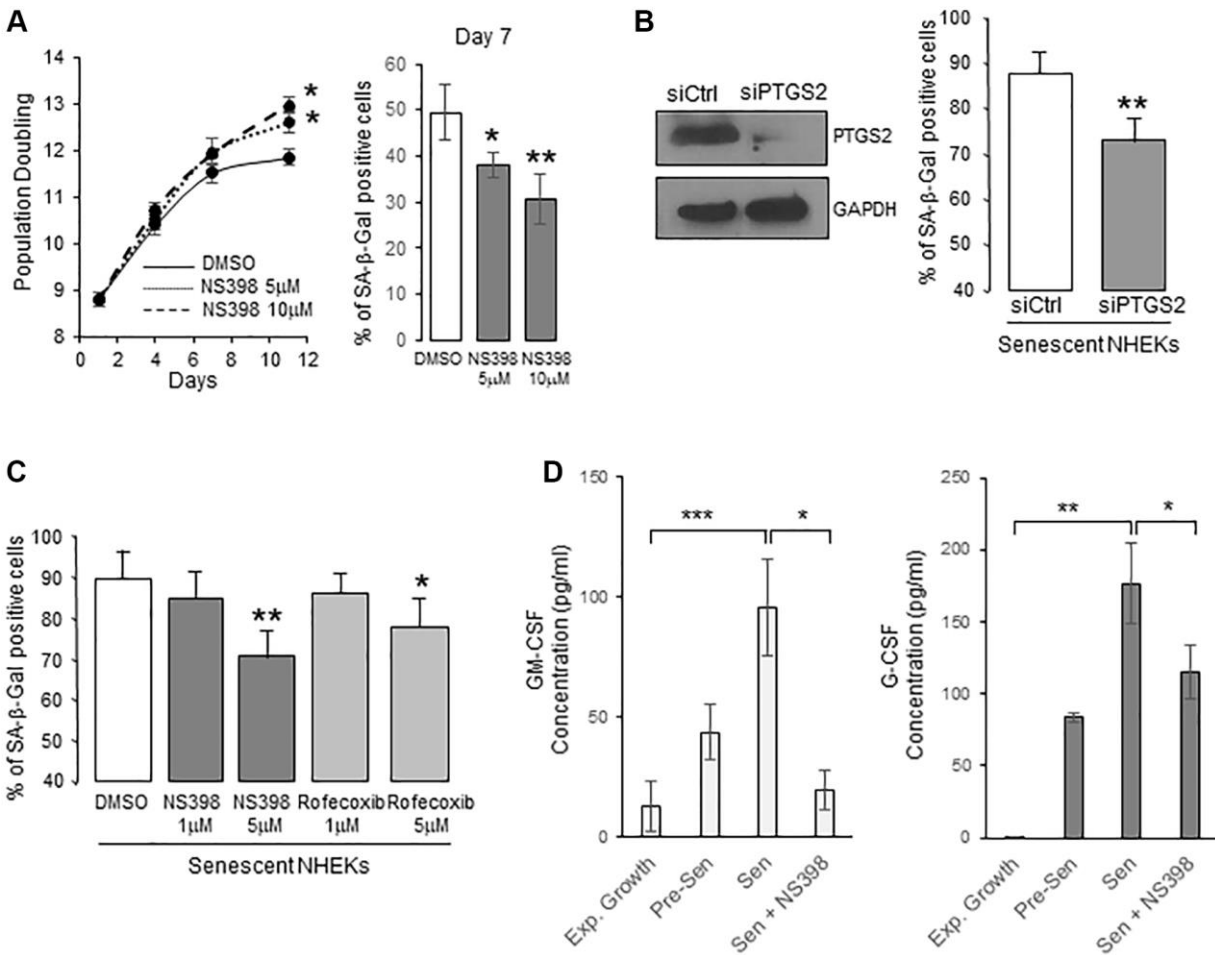 A
14
13
12
11
10
9
8
0
2
4
6
8
10
12
Population Doubling
Days
*
*
DMSO
NS398 5μM
NS398 10μM
Day 7
60
50
40
30
20
10
0
% of SA-β-Gal positive cells
*
**
DMSO
NS398
5μM
NS398
10μM
B
siCtrl
siPTGS2
PTGS2
GAPDH
100
90
80
70
60
90
40
% of SA-β-Gal positive cells
**
siCtrl
siPTGS2
Senescent NHEKs
C
100
90
80
70
60
90
40
% of SA-β-Gal positive cells
**
*
DMSO
NS398
1μM
NS398
5μM
Rofecoxib
1μM
Rofecoxib
5μM
Senescent NHEKs
D
150
100
50
0
GM-CSF
Concentration (pg/ml)
***
*
Exp. Growth
Pre-Sen
Sen
Sen + NS398
250
200
150
100
50
0
G-CSF
Concentration (pg/ml)
**
*
Exp. Growth
Pre-Sen
Sen
Sen + NS398